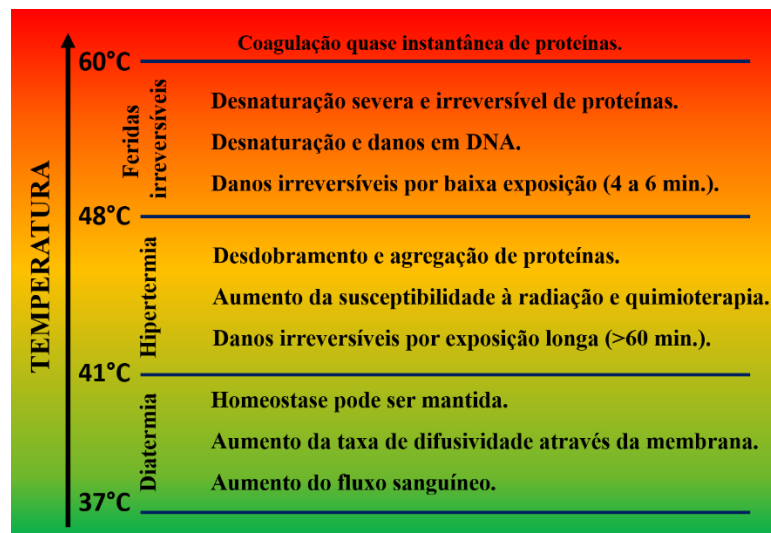 Coagulação quase instantânea de proteínas.
60°C
Feridas
irreversíveis
Desnaturação severa e irreversível de proteínas.
Desnaturação e danos em DNA.
Danos irreversíveis por baixa exposição (4 a 6 min.).
48°C
TEMPERATURA
Hipertermia
Desdobramento e agregação de proteínas.
Aumento da susceptibilidade à radiação e quimioterapia.
Danos irreversíveis por exposição longa (>60 min.).
41°C
Diatermia
Homeostase pode ser mantida.
Aumento da taxa de difusividade através da membrana.
Aumento do fluxo sanguíneo.
37°C